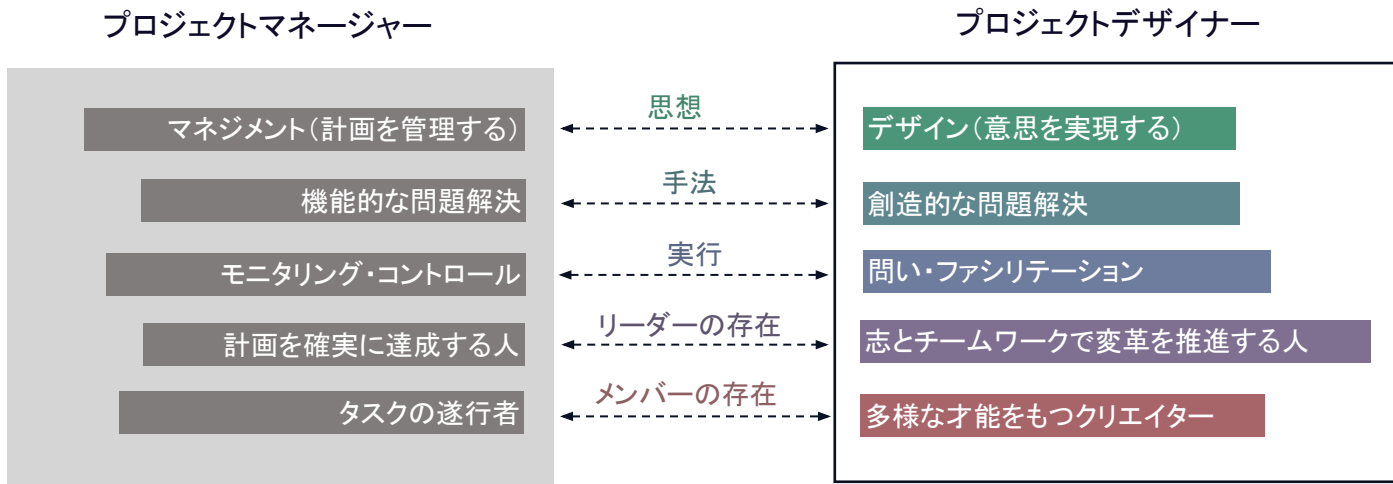 プロジェクトマネージャー
プロジェクトデザイナー
マネジメント（計画を管理する）
思想
デザイン（意思を実現する）
機能的な問題解決
手法
創造的な問題解決
モニタリング・コントロール
実行
問い・ファシリテーション
計画を確実に達成する人
リーダーの存在
志とチームワークで変革を推進する人
タスクの遂行者
メンバーの存在
多様な才能をもつクリエイター